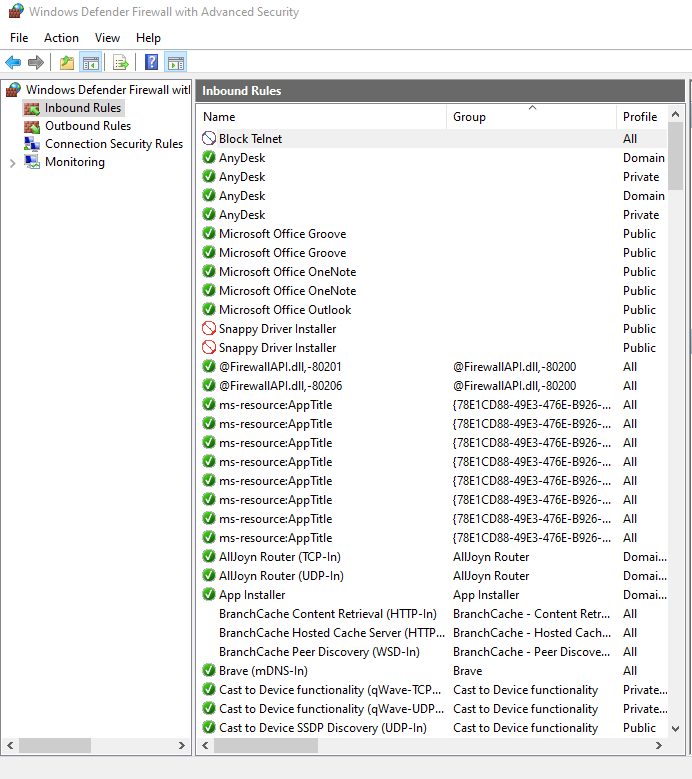 Windows Defender Firewall with Advanced Security
File Action View Help
Windows Defender Firewall wit
Inbound Rules
Outbound Rules
Connection Security Rules
Monitoring
Inbound Rules
Name Group Profile
Block Telnet All
AnyDesk Domain
AnyDesk Private
AnyDesk Domain
AnyDesk Private
Microsoft Office Groove Public
Microsoft Office Groove Public
Microsoft Office OneNote Public
Microsoft Office OneNote Public
Microsoft Office Outlook Public
Snappy Driver Installer Public
Snappy Driver Installer Public
@FirewallAPI.dll,-80201 @FirewallAPI.dll,-80200 All
@FirewallAPI.dll,-80206 @FirewallAPI.dll,-80200 All
ms-resource:AppTitle {78E1CD88-49E3-476E-B926-... All
ms-resource:AppTitle {78E1CD88-49E3-476E-B926-... All
ms-resource:AppTitle {78E1CD88-49E3-476E-B926-... All
ms-resource:AppTitle {78E1CD88-49E3-476E-B926-... All
ms-resource:AppTitle {78E1CD88-49E3-476E-B926-... All
ms-resource:AppTitle {78E1CD88-49E3-476E-B926-... All
ms-resource:AppTitle {78E1CD88-49E3-476E-B926-... All
ms-resource:AppTitle {78E1CD88-49E3-476E-B926-... All
AllJoyn Router (TCP-In) AllJoyn Router Domai...
AllJoyn Router (UDP-In) AllJoyn Router Domai...
App Installer App Installer Domai...
BranchCache Content Retrieval (HTTP-In) BranchCache - Content Retr... All
BranchCache Hosted Cache Server (HTTP... BranchCache - Hosted Cach... All
BranchCache Peer Discovery (WSD-In) BranchCache - Peer Discove... All
Brave (mDNS-In) Brave All
Cast to Device functionality (qWave-TCP... Cast to Device functionality Private...
Cast to Device functionality (qWave-UDP... Cast to Device functionality Private...
Cast to Device SSDP Discovery (UDP-In) Cast to Device functionality Public